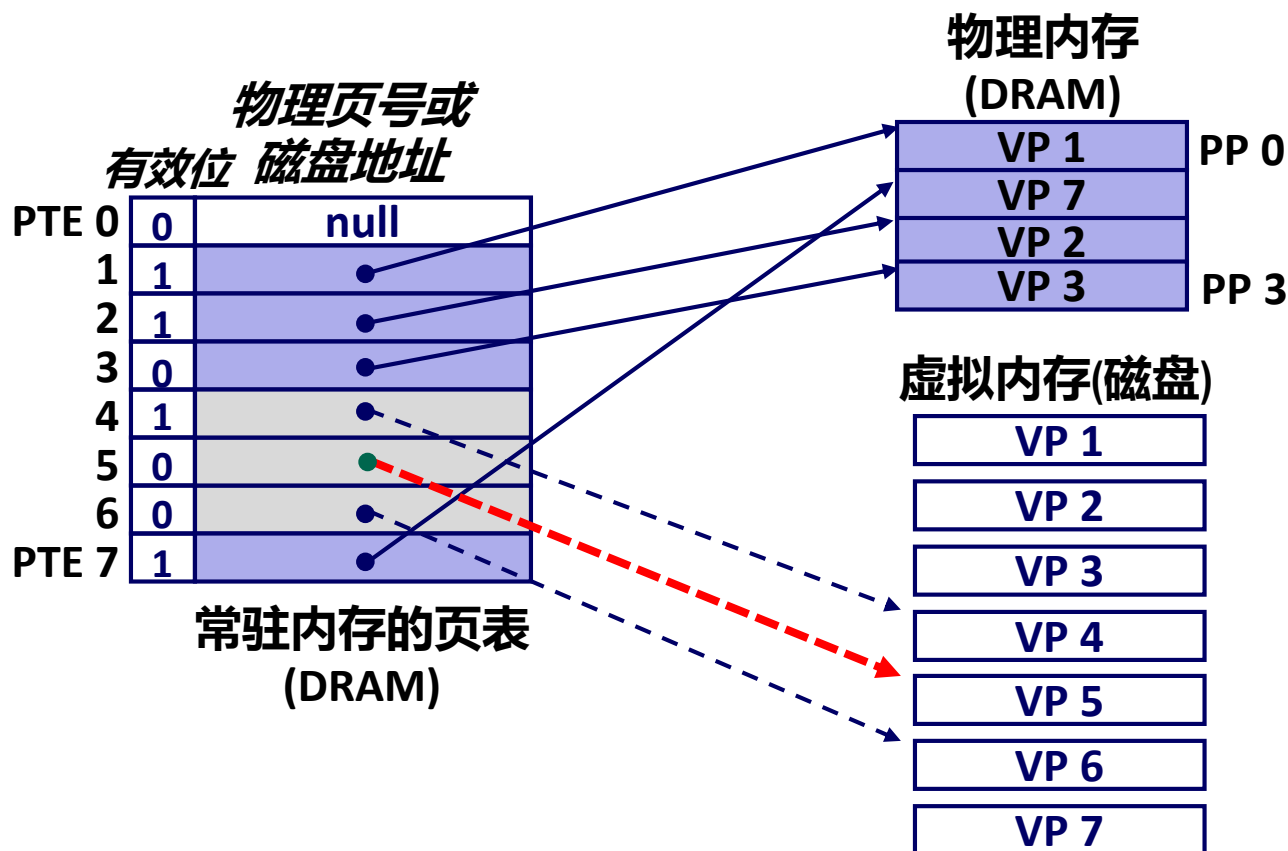 物理内存
(DRAM)
物理页号或
有效位 磁盘地址
PTE 0 0 null
1 1
2 1
3 0
4 1
5 0
6 0
PTE 7 1
常驻内存的页表
(DRAM)
VP 1 PP 0
VP 7
VP 2
VP 3 PP 3
虚拟内存(磁盘)
VP 1
VP 2
VP 3
VP 4
VP 5
VP 6
VP 7